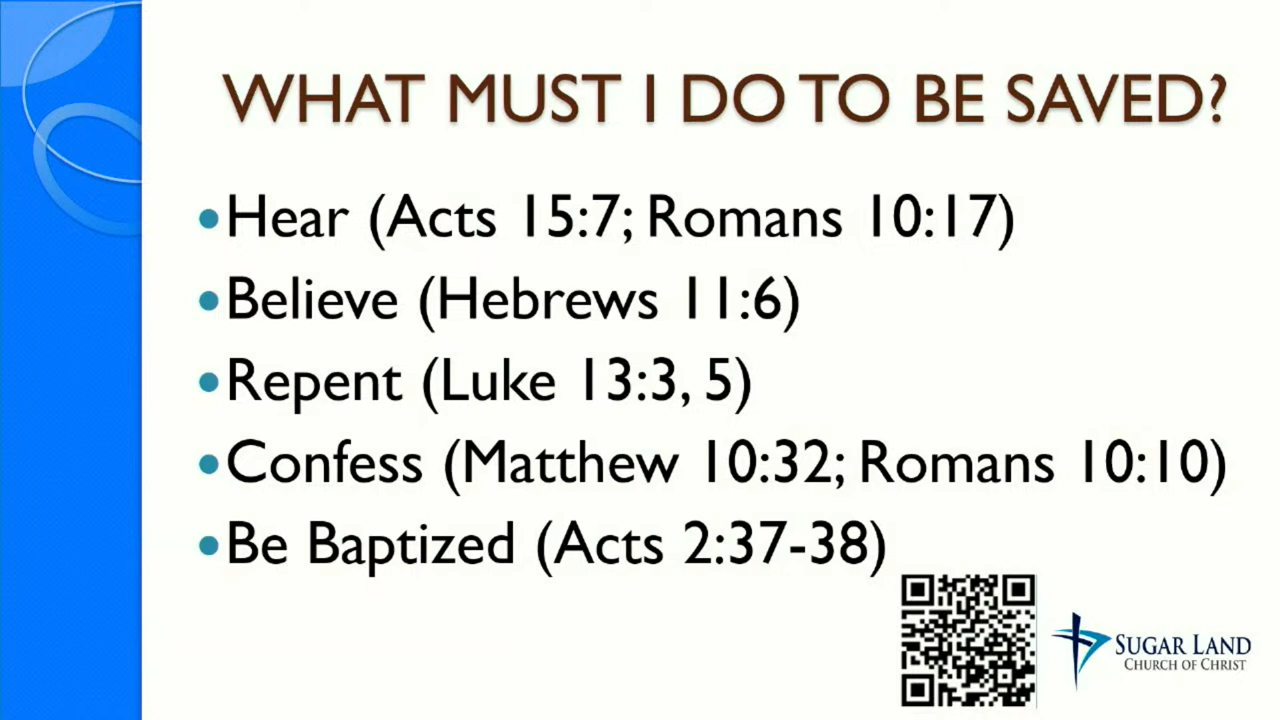 WHAT MUST I DO TO BE SAVED?
•Hear (Acts 15:7; Romans 10:17)
•Believe (Hebrews 11:6)
•Repent (Luke 13:3, 5)
•Confess (Matthew 10:32; Romans 10:10)
•Be Baptized (Acts 2:37-38)
SUGAR LAND
CHURCH OF CHRIST